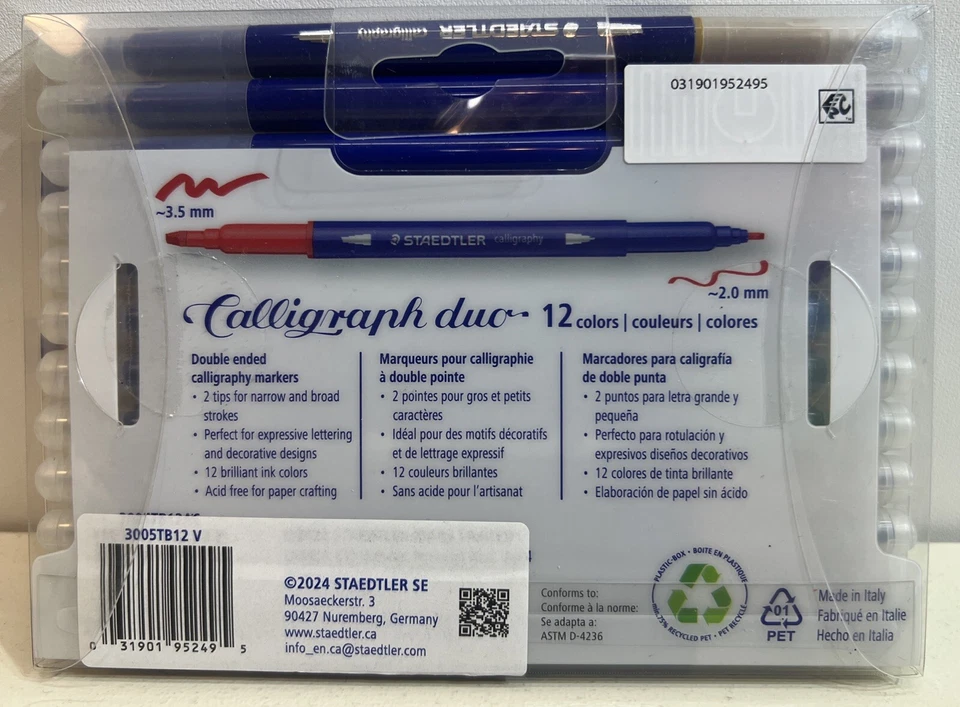 STAEDTLER calligraphy
031901952495
~3.5 mm
STAEDTLER calligraphy
~2.0 mm
Calligraph duo 12 colors | couleurs | colores
Double ended
calligraphy markers
• 2 tips for narrow and broad
strokes
• Perfect for expressive lettering
and decorative designs
• 12 brilliant ink colors
• Acid free for paper crafting
Marqueurs pour calligraphie
à double pointe
• 2 pointes pour gros et petits
caractères
• Idéal pour des motifs décoratifs
et de lettrage expressif
• 12 couleurs brillantes
• Sans acide pour l'artisanat
Marcadores para caligrafía
de doble punta
• 2 puntos para letra grande y
pequeña
• Perfecto para rotulación y
expresivos diseños decorativos
• 12 colores de tinta brillante
• Elaboración de papel sin ácido
3005TB12 V
0 31901 95249 5
©2024 STAEDTLER SE
Moosaeckerstr. 3
90427 Nuremberg, Germany
www.staedtler.ca
info_en.ca@staedtler.com
Conforms to:
Conforme à la norme:
Se adapta a:
ASTM D-4236
PLASTIC-BOX • BOITE EN PLASTIQUE
min 75% RECYCLED PET • PET RECYCLÉ
01
PET
Made in Italy
Fabriqué en Italie
Hecho en Italia